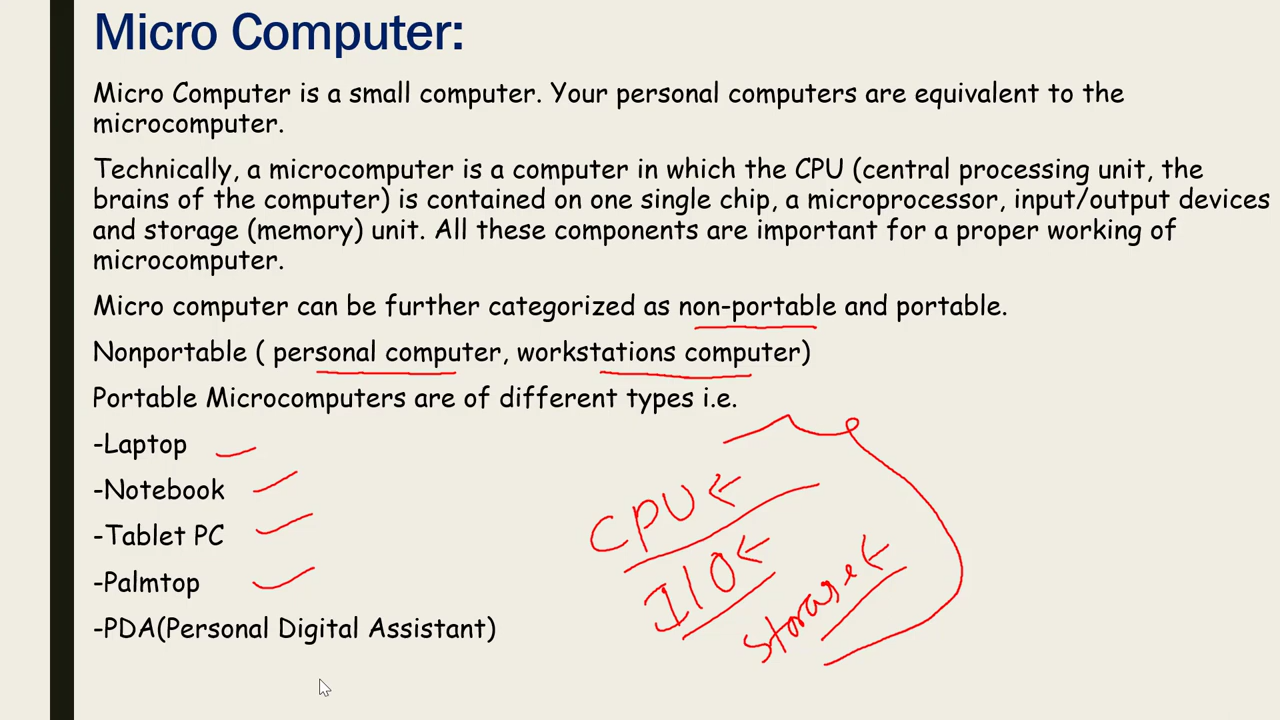 Micro Computer:
Micro Computer is a small computer. Your personal computers are equivalent to the
microcomputer.
Technically, a microcomputer is a computer in which the CPU (central processing unit, the
brains of the computer) is contained on one single chip, a microprocessor, input/output devices
and storage (memory) unit. All these components are important for a proper working of
microcomputer.
Micro computer can be further categorized as non-portable and portable.
Nonportable ( personal computer, workstations computer)
Portable Microcomputers are of different types i.e.
-Laptop
-Notebook
-Tablet PC
-Palmtop
-PDA(Personal Digital Assistant)
CPU
I/O
Storage